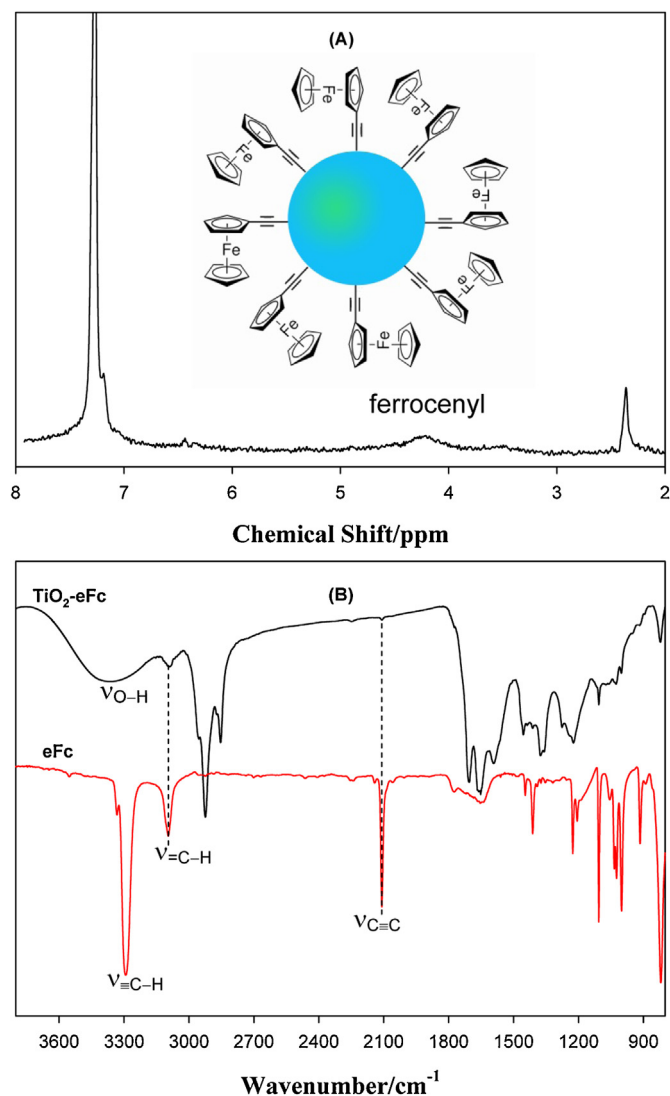 (A)
Fe
Fe
Fe
Fe
Fe
Fe
Fe
Fe
ferrocenyl
8 7 6 5 4 3 2
Chemical Shift/ppm
(B)
TiO₂-eFc
νO–H
eFc
ν=C–H
νC≡C
ν≡C–H
3600 3300 3000 2700 2400 2100 1800 1500 1200 900
Wavenumber/cm⁻¹